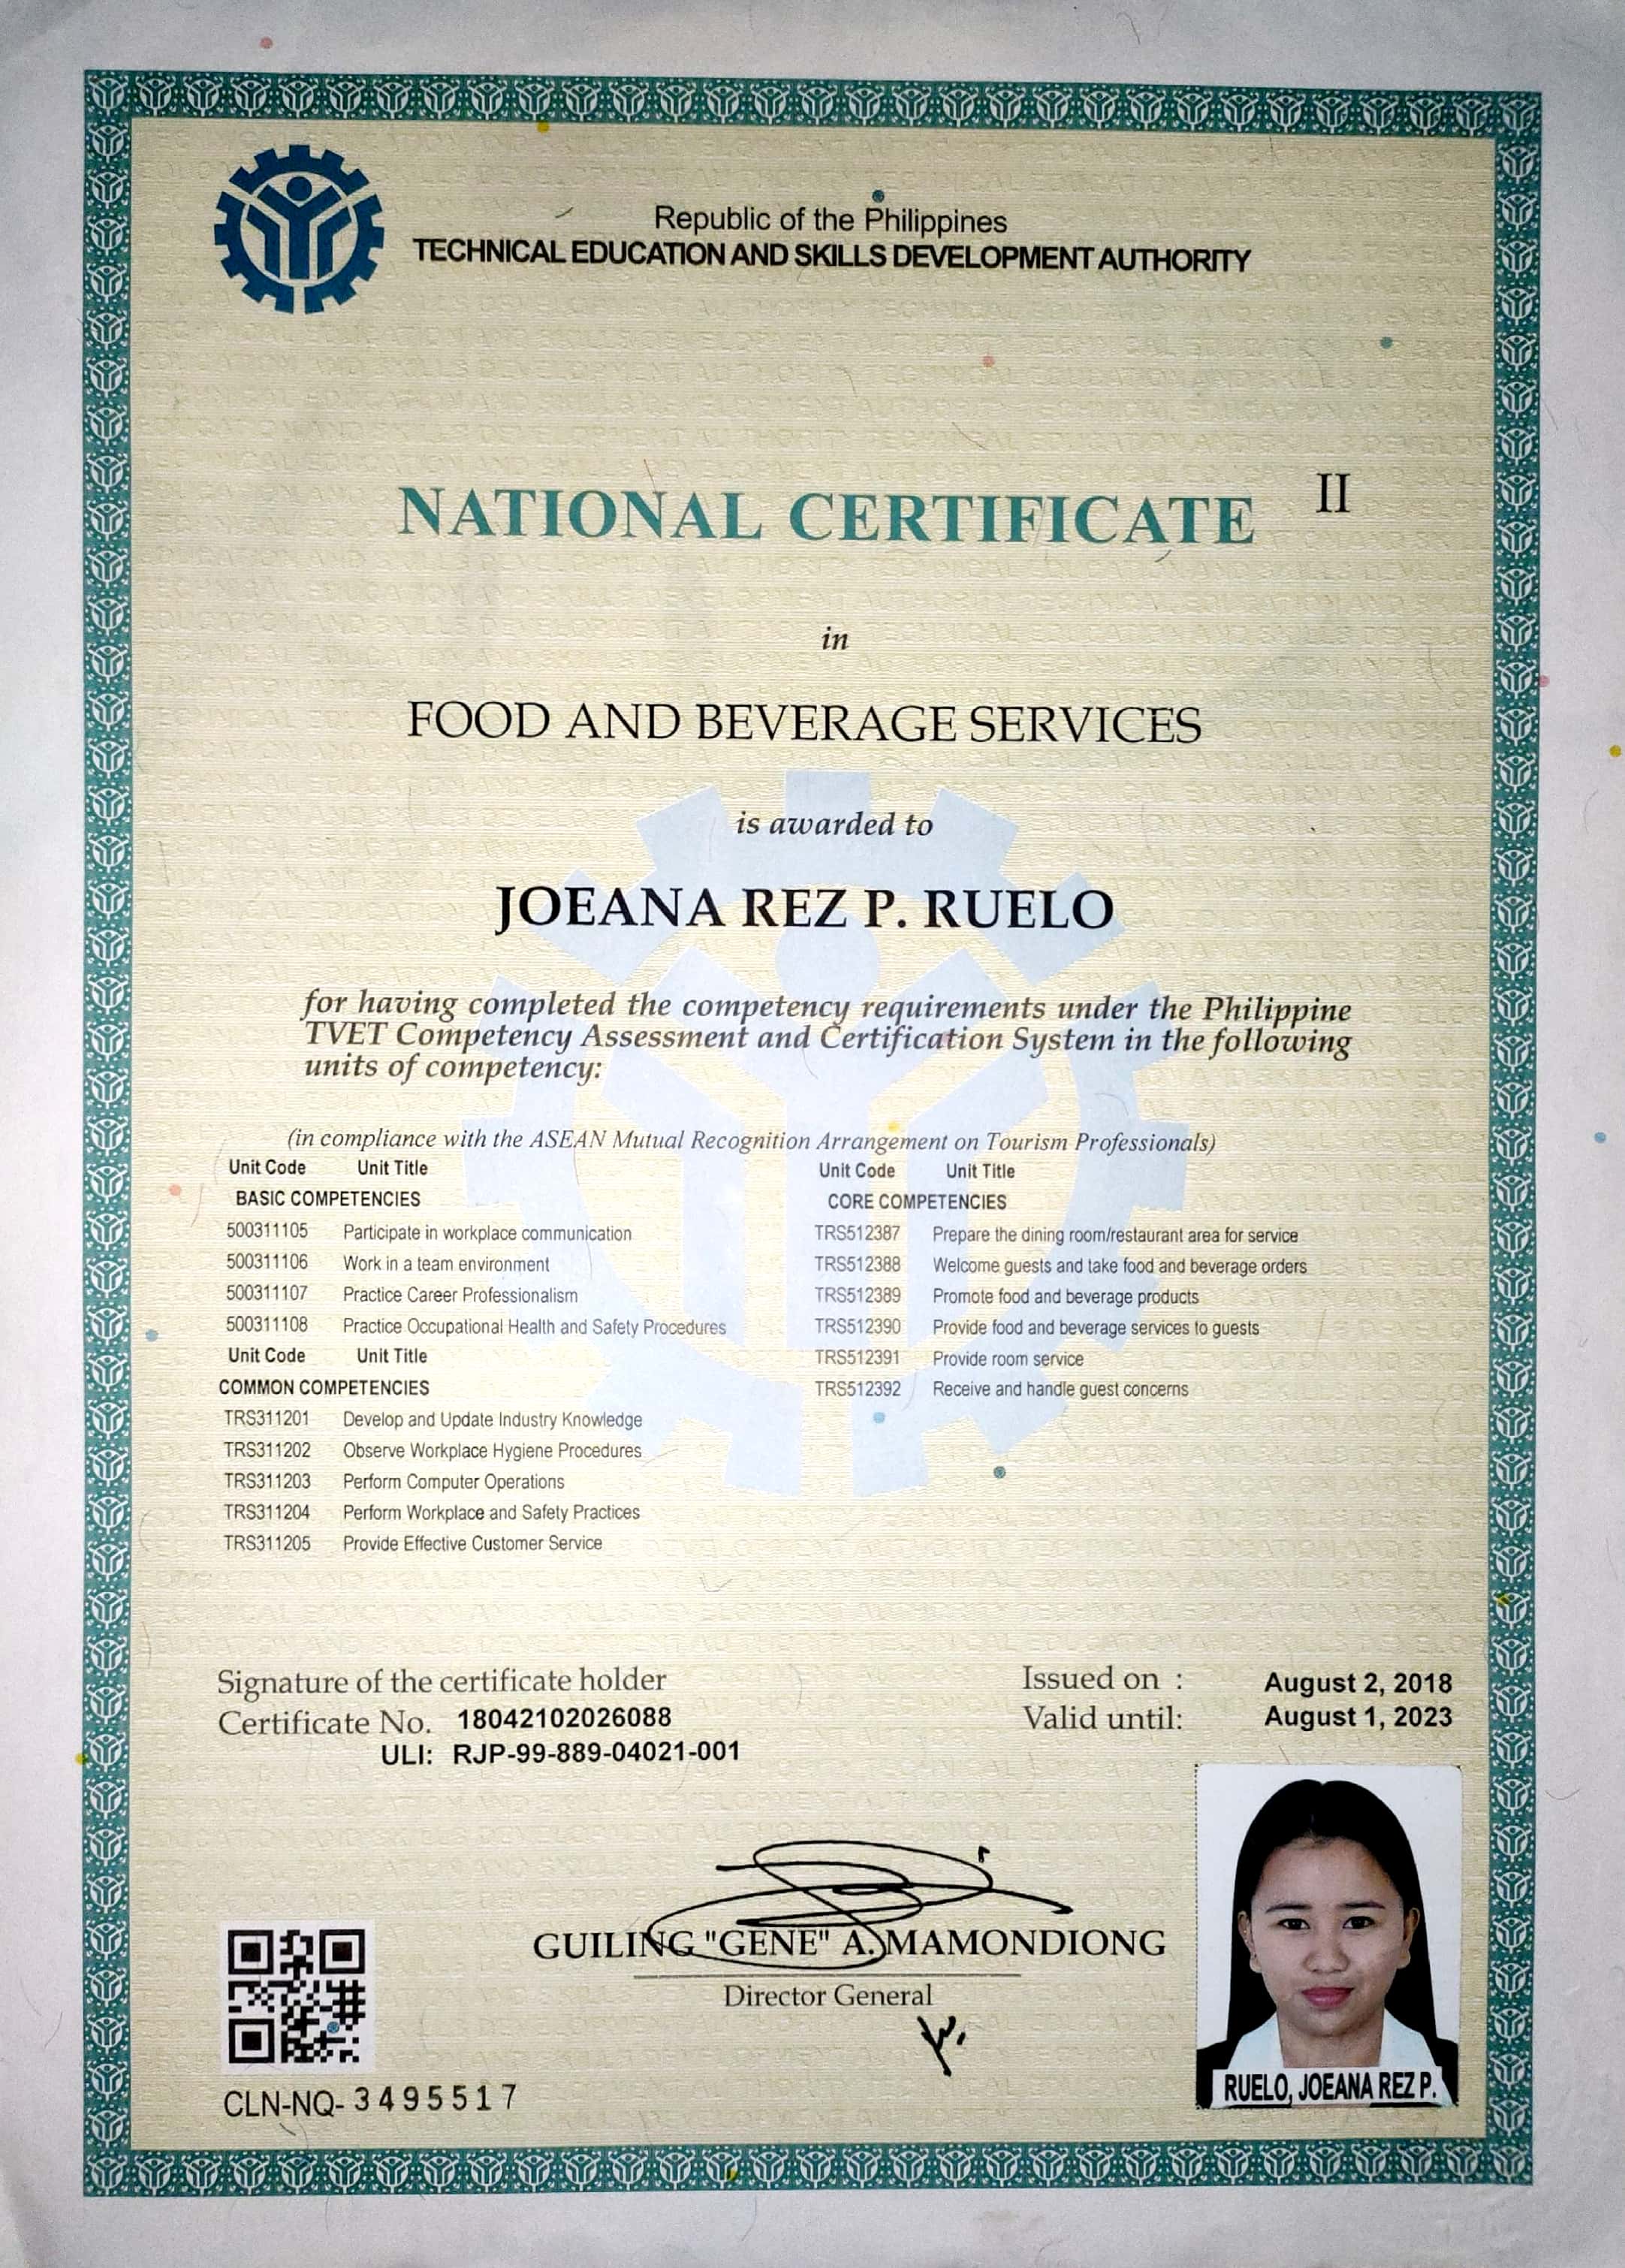 Republic of the Philippines
TECHNICAL EDUCATION AND SKILLS DEVELOPMENT AUTHORITY
NATIONAL CERTIFICATE II
in
FOOD AND BEVERAGE SERVICES
is awarded to
JOEANA REZ P. RUELO
for having completed the competency requirements under the Philippine
TVET Competency Assessment and Certification System in the following
units of competency:
(in compliance with the ASEAN Mutual Recognition Arrangement on Tourism Professionals)
Unit Code Unit Title
BASIC COMPETENCIES
500311105 Participate in workplace communication
500311106 Work in a team environment
500311107 Practice Career Professionalism
500311108 Practice Occupational Health and Safety Procedures
Unit Code Unit Title
COMMON COMPETENCIES
TRS311201 Develop and Update Industry Knowledge
TRS311202 Observe Workplace Hygiene Procedures
TRS311203 Perform Computer Operations
TRS311204 Perform Workplace and Safety Practices
TRS311205 Provide Effective Customer Service
Unit Code Unit Title
CORE COMPETENCIES
TRS512387 Prepare the dining room/restaurant area for service
TRS512388 Welcome guests and take food and beverage orders
TRS512389 Promote food and beverage products
TRS512390 Provide food and beverage services to guests
TRS512391 Provide room service
TRS512392 Receive and handle guest concerns
Signature of the certificate holder
Certificate No. 18042102026088
ULI: RJP-99-889-04021-001
Issued on : August 2, 2018
Valid until: August 1, 2023
GUILING "GENE" A. MAMONDIONG
Director General
CLN-NQ- 3495517
RUELO, JOEANA REZ P.